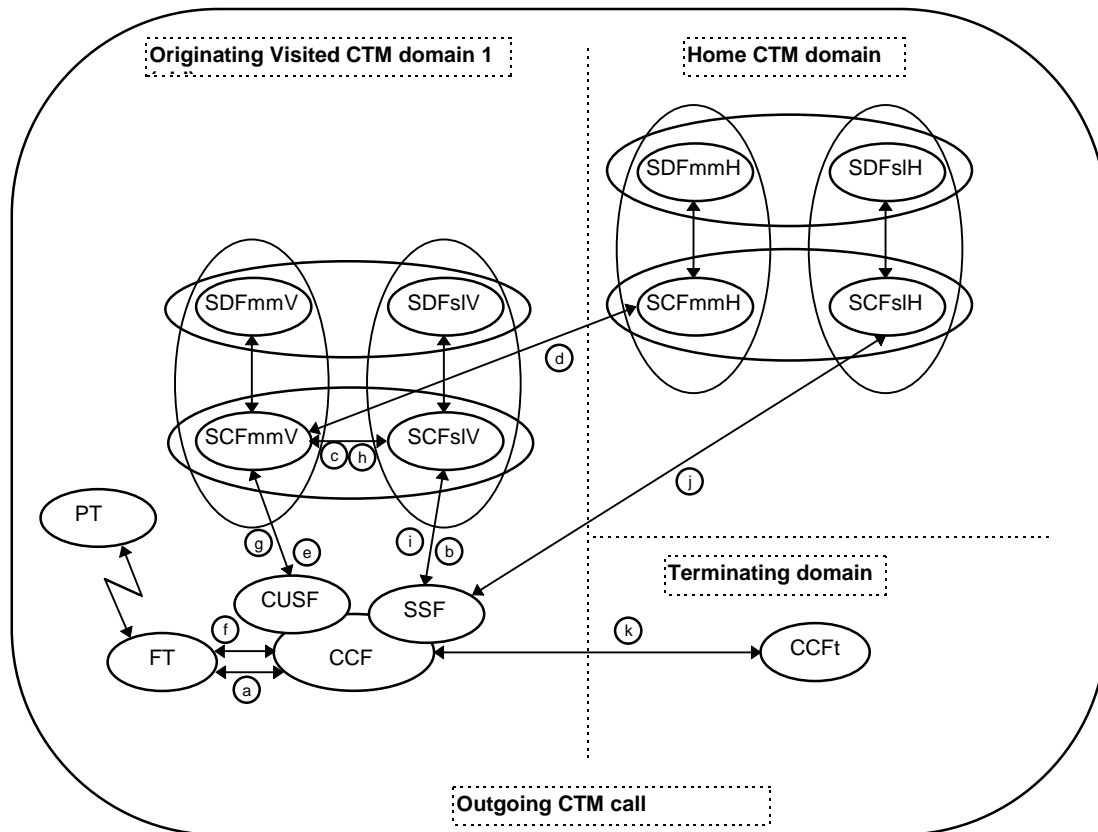 Originating Visited CTM domain 1
Home CTM domain
SDFmmH
SDFslH
SDFmmV
SDFslV
SCFmmH
SCFslH
d
SCFmmV
SCFslV
c
h
j
PT
g
e
i
b
Terminating domain
CUSF
SSF
f
k
FT
CCF
CCFt
a
Outgoing CTM call